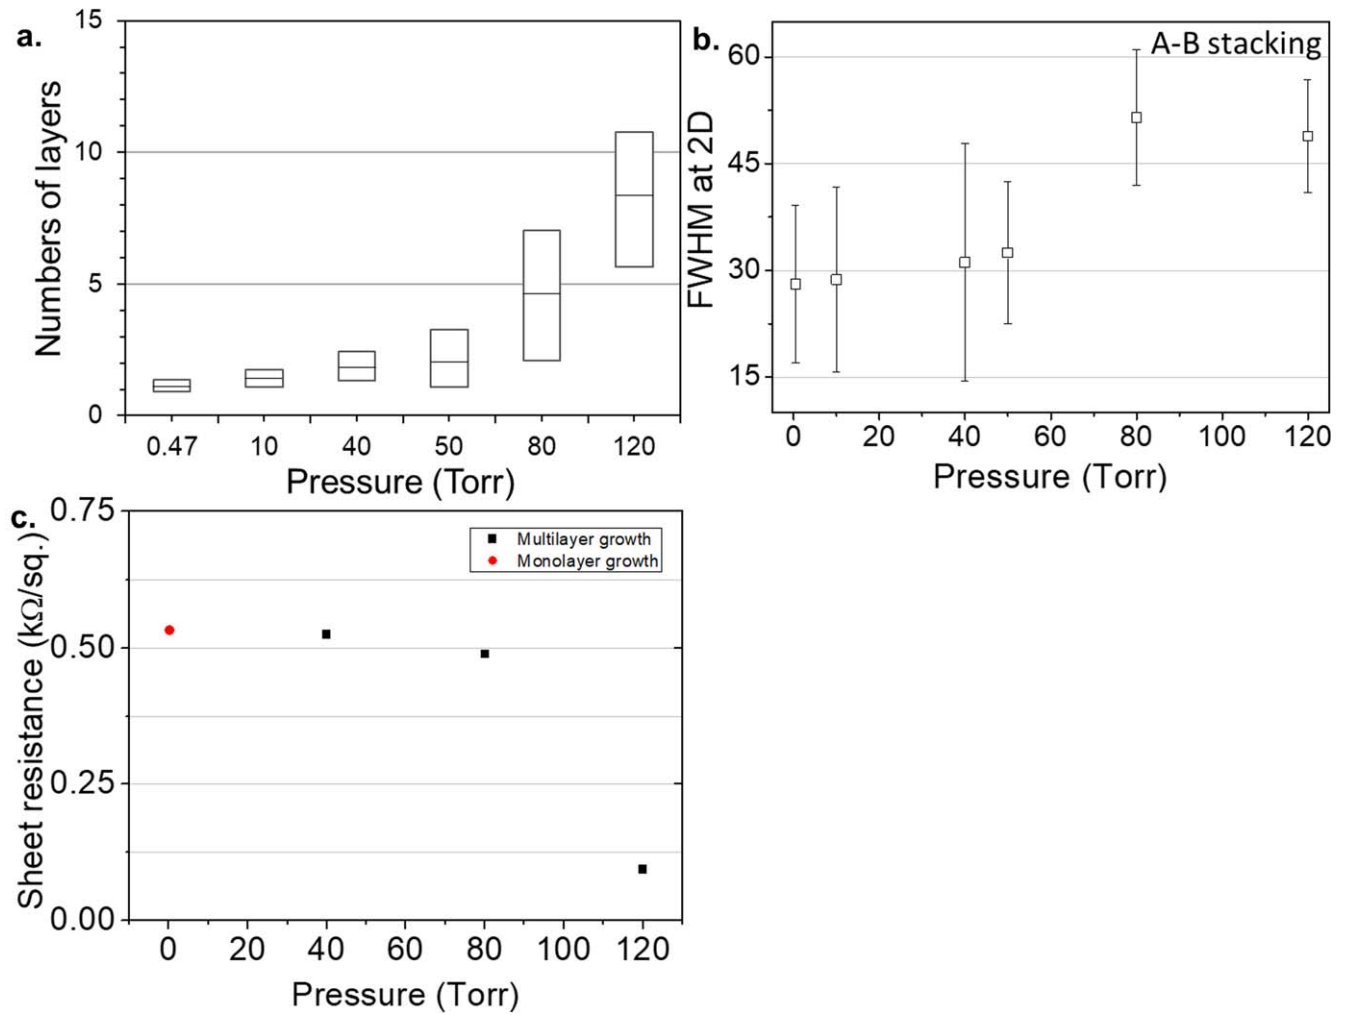 a.
15
10
5
0
Numbers of layers
0.47 10 40 50 80 120
Pressure (Torr)
b.
A-B stacking
60
45
30
15
FWHM at 2D
0 20 40 60 80 100 120
Pressure (Torr)
c.
0.75
0.50
0.25
0.00
Sheet resistance (kΩ/sq.)
Multilayer growth
Monolayer growth
0 20 40 60 80 100 120
Pressure (Torr)